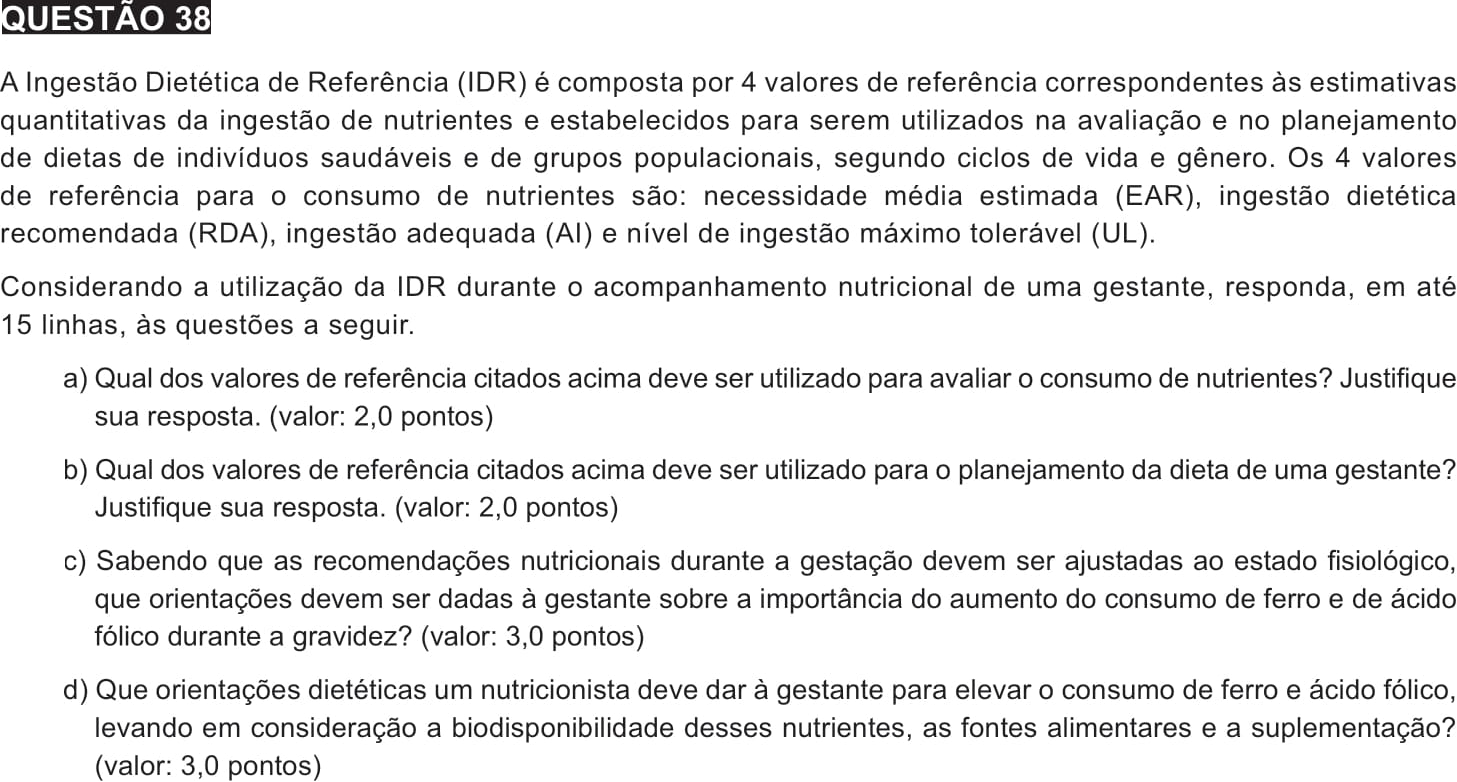 QUESTÃO 38
A Ingestão Dietética de Referência (IDR) é composta por 4 valores de referência correspondentes às estimativas
quantitativas da ingestão de nutrientes e estabelecidos para serem utilizados na avaliação e no planejamento
de dietas de indivíduos saudáveis e de grupos populacionais, segundo ciclos de vida e gênero. Os 4 valores
de referência para o consumo de nutrientes são: necessidade média estimada (EAR), ingestão dietética
recomendada (RDA), ingestão adequada (AI) e nível de ingestão máximo tolerável (UL).
Considerando a utilização da IDR durante o acompanhamento nutricional de uma gestante, responda, em até
15 linhas, às questões a seguir.
a) Qual dos valores de referência citados acima deve ser utilizado para avaliar o consumo de nutrientes? Justifique
sua resposta. (valor: 2,0 pontos)
b) Qual dos valores de referência citados acima deve ser utilizado para o planejamento da dieta de uma gestante?
Justifique sua resposta. (valor: 2,0 pontos)
c) Sabendo que as recomendações nutricionais durante a gestação devem ser ajustadas ao estado fisiológico,
que orientações devem ser dadas à gestante sobre a importância do aumento do consumo de ferro e de ácido
fólico durante a gravidez? (valor: 3,0 pontos)
d) Que orientações dietéticas um nutricionista deve dar à gestante para elevar o consumo de ferro e ácido fólico,
levando em consideração a biodisponibilidade desses nutrientes, as fontes alimentares e a suplementação?
(valor: 3,0 pontos)